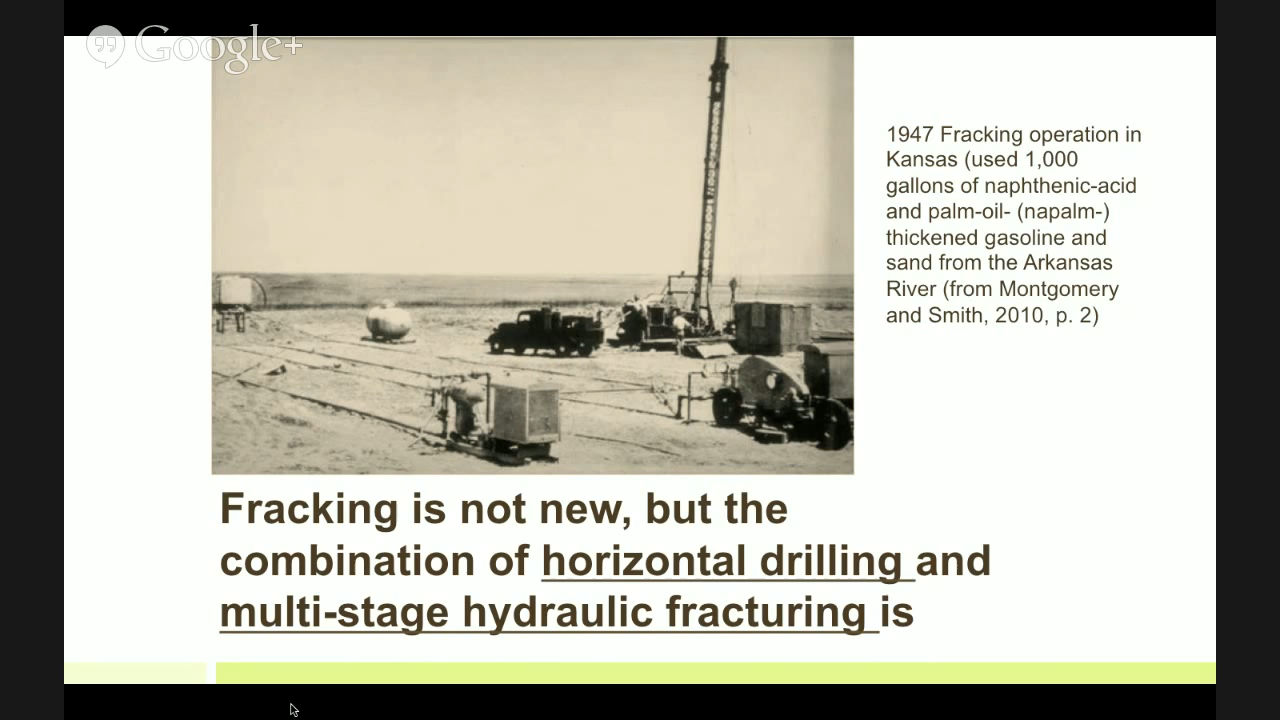 Google+
1947 Fracking operation in
Kansas (used 1,000
gallons of naphthenic-acid
and palm-oil- (napalm-)
thickened gasoline and
sand from the Arkansas
River (from Montgomery
and Smith, 2010, p. 2)
Fracking is not new, but the
combination of horizontal drilling and
multi-stage hydraulic fracturing is